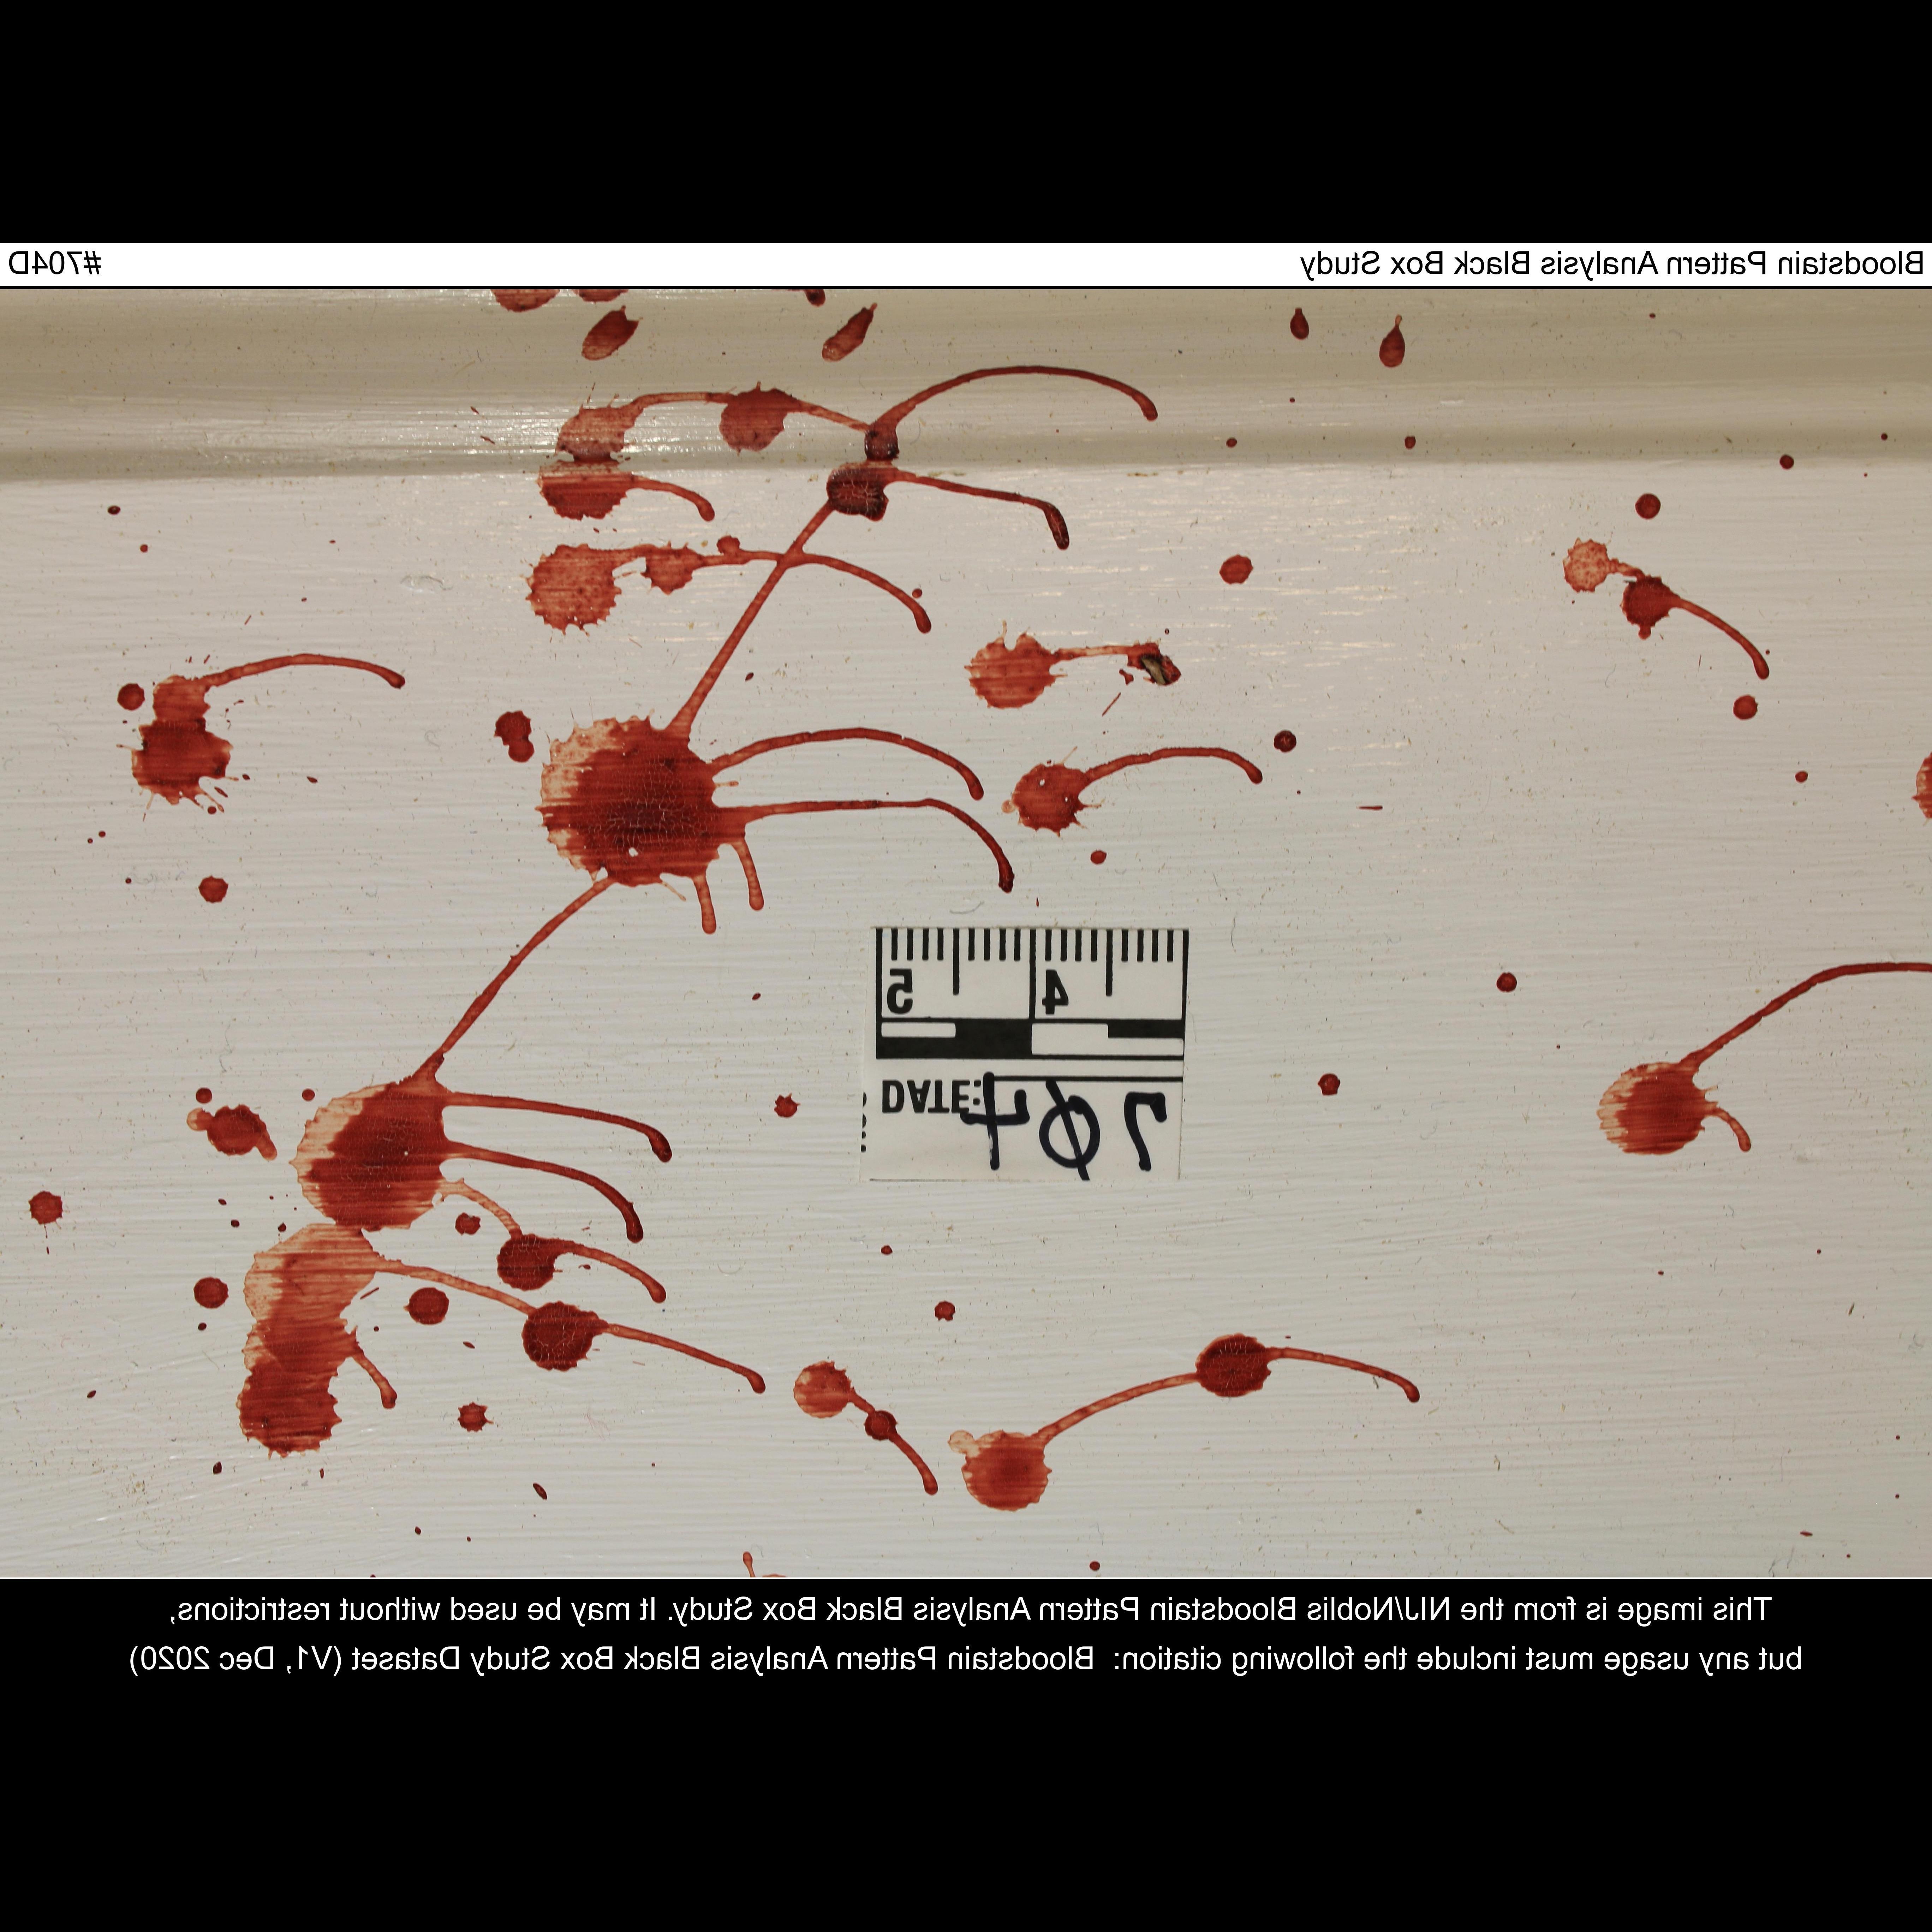 Bloodstain Pattern Analysis Black Box Study #704D
5 4
DATE: 704
This image is from the NIJ/Noblis Bloodstain Pattern Analysis Black Box Study. It may be used without restrictions,
but any usage must include the following citation: Bloodstain Pattern Analysis Black Box Study Dataset (V1, Dec 2020)